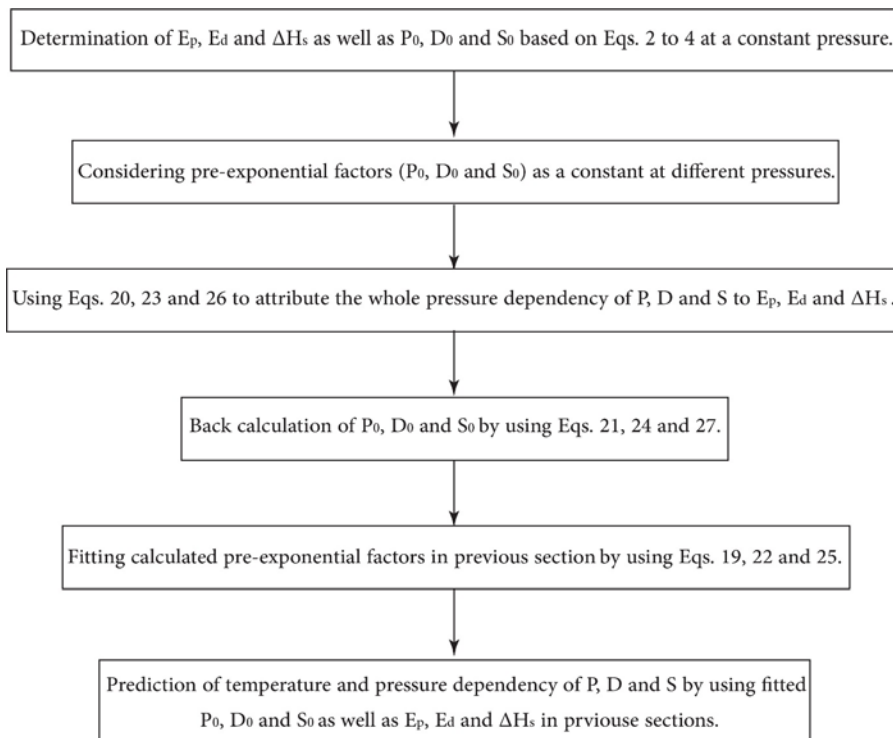 Determination of Eₚ, E_d and ΔHₛ as well as P₀, D₀ and S₀ based on Eqs. 2 to 4 at a constant pressure.
Considering pre-exponential factors (P₀, D₀ and S₀) as a constant at different pressures.
Using Eqs. 20, 23 and 26 to attribute the whole pressure dependency of P, D and S to Eₚ, E_d and ΔHₛ .
Back calculation of P₀, D₀ and S₀ by using Eqs. 21, 24 and 27.
Fitting calculated pre-exponential factors in previous section by using Eqs. 19, 22 and 25.
Prediction of temperature and pressure dependency of P, D and S by using fitted
P₀, D₀ and S₀ as well as Eₚ, E_d and ΔHₛ in prviouse sections.